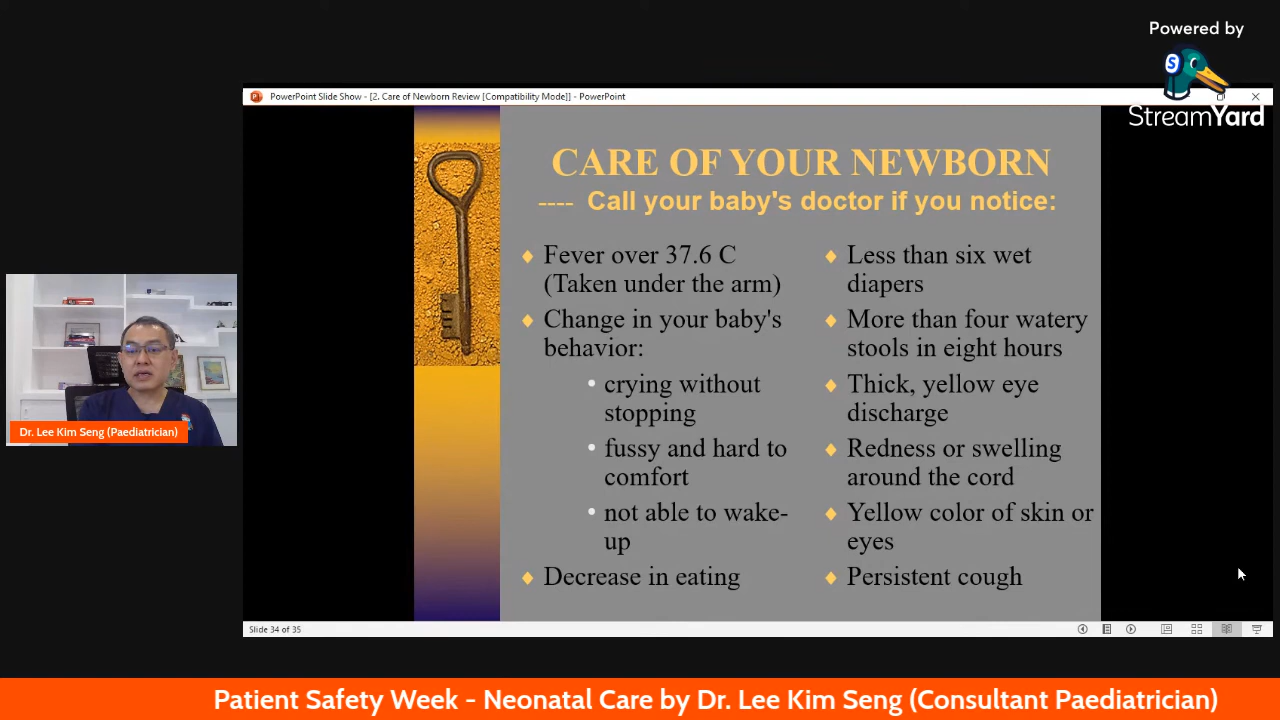 Powered by
StreamYard
PowerPoint Slide Show - [2. Care of Newborn Review [Compatibility Mode]] - PowerPoint
CARE OF YOUR NEWBORN
---- Call your baby's doctor if you notice:
Fever over 37.6 C
(Taken under the arm)
Change in your baby's
behavior:
crying without
stopping
fussy and hard to
comfort
not able to wake-
up
Decrease in eating
Less than six wet
diapers
More than four watery
stools in eight hours
Thick, yellow eye
discharge
Redness or swelling
around the cord
Yellow color of skin or
eyes
Persistent cough
Dr. Lee Kim Seng (Paediatrician)
Slide 34 of 35
Patient Safety Week - Neonatal Care by Dr. Lee Kim Seng (Consultant Paediatrician)